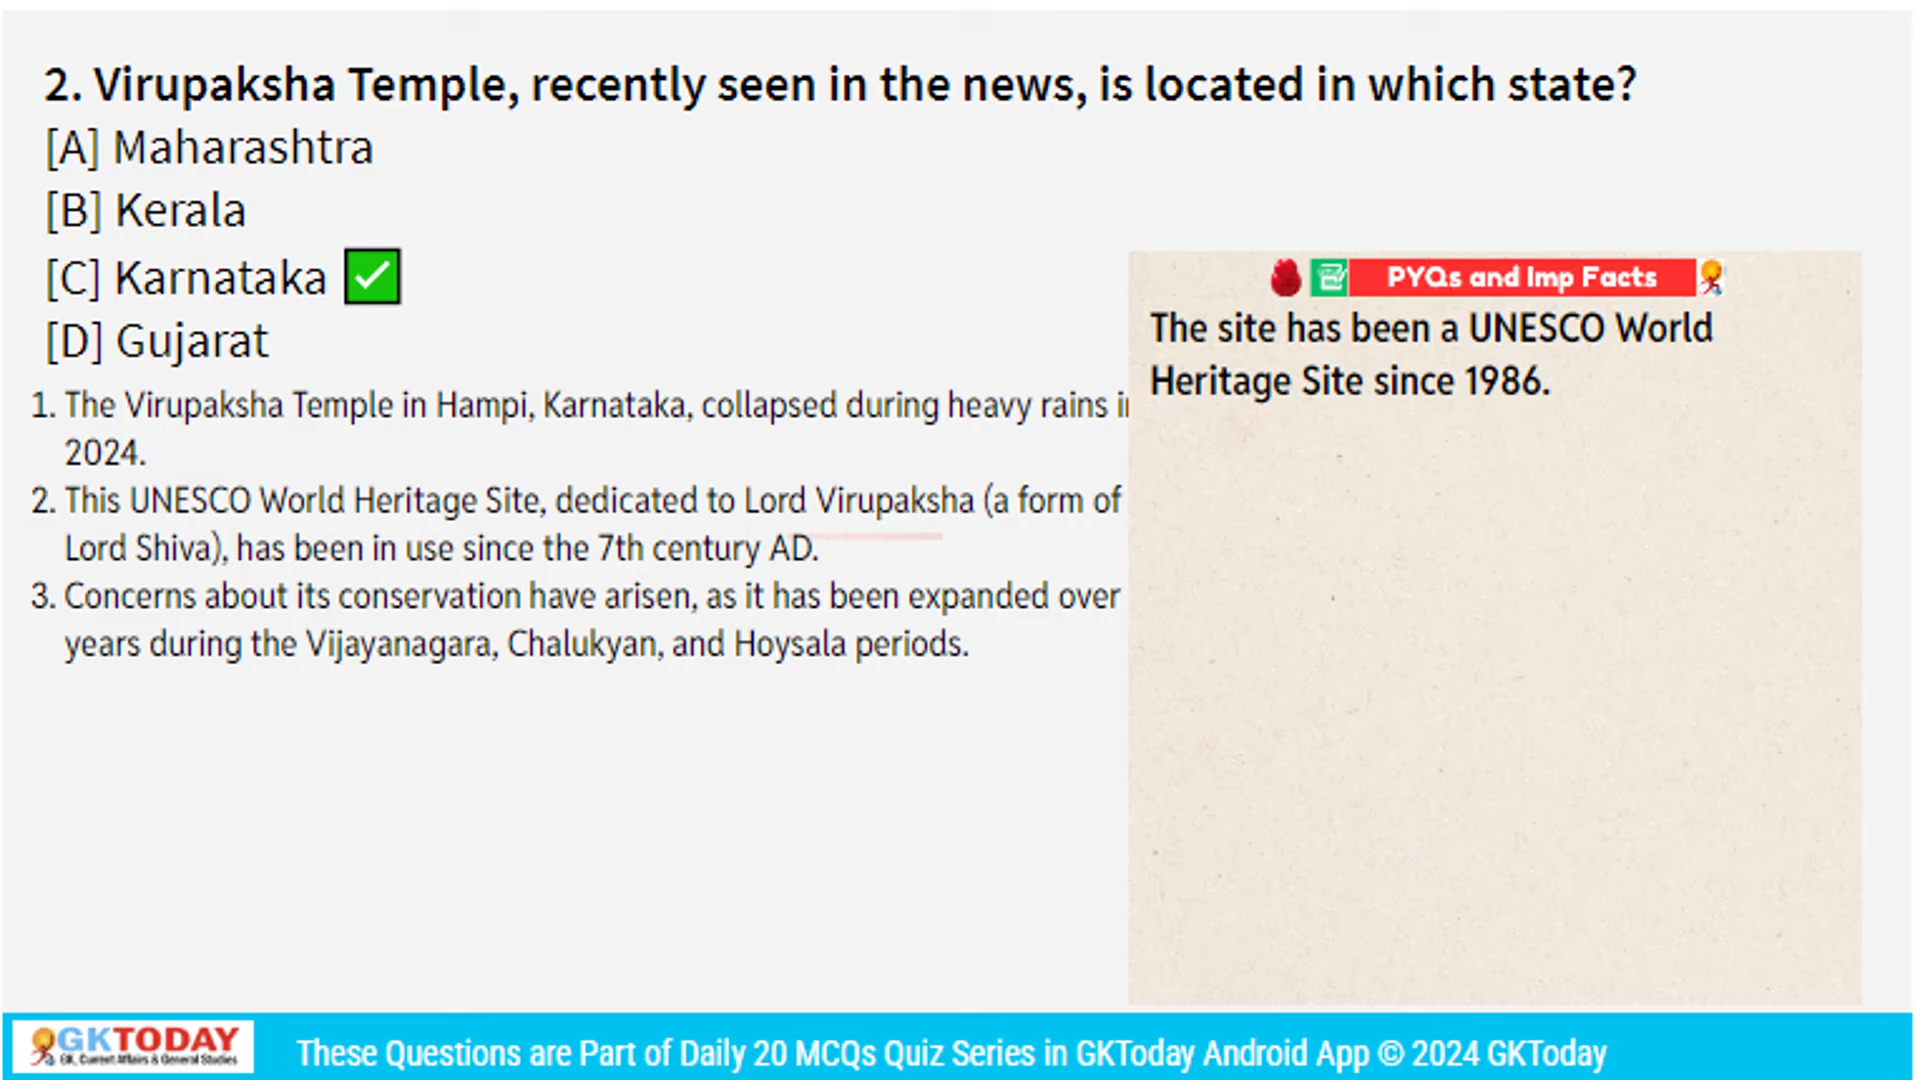 2. Virupaksha Temple, recently seen in the news, is located in which state?
[A] Maharashtra
[B] Kerala
[C] Karnataka
[D] Gujarat
1. The Virupaksha Temple in Hampi, Karnataka, collapsed during heavy rains
2024.
2. This UNESCO World Heritage Site, dedicated to Lord Virupaksha (a form of
Lord Shiva), has been in use since the 7th century AD.
3. Concerns about its conservation have arisen, as it has been expanded over
years during the Vijayanagara, Chalukyan, and Hoysala periods.
PYQs and Imp Facts
The site has been a UNESCO World
Heritage Site since 1986.
GKTODAY
GK, Current Affairs & General Studies
These Questions are Part of Daily 20 MCQs Quiz Series in GKToday Android App © 2024 GKToday